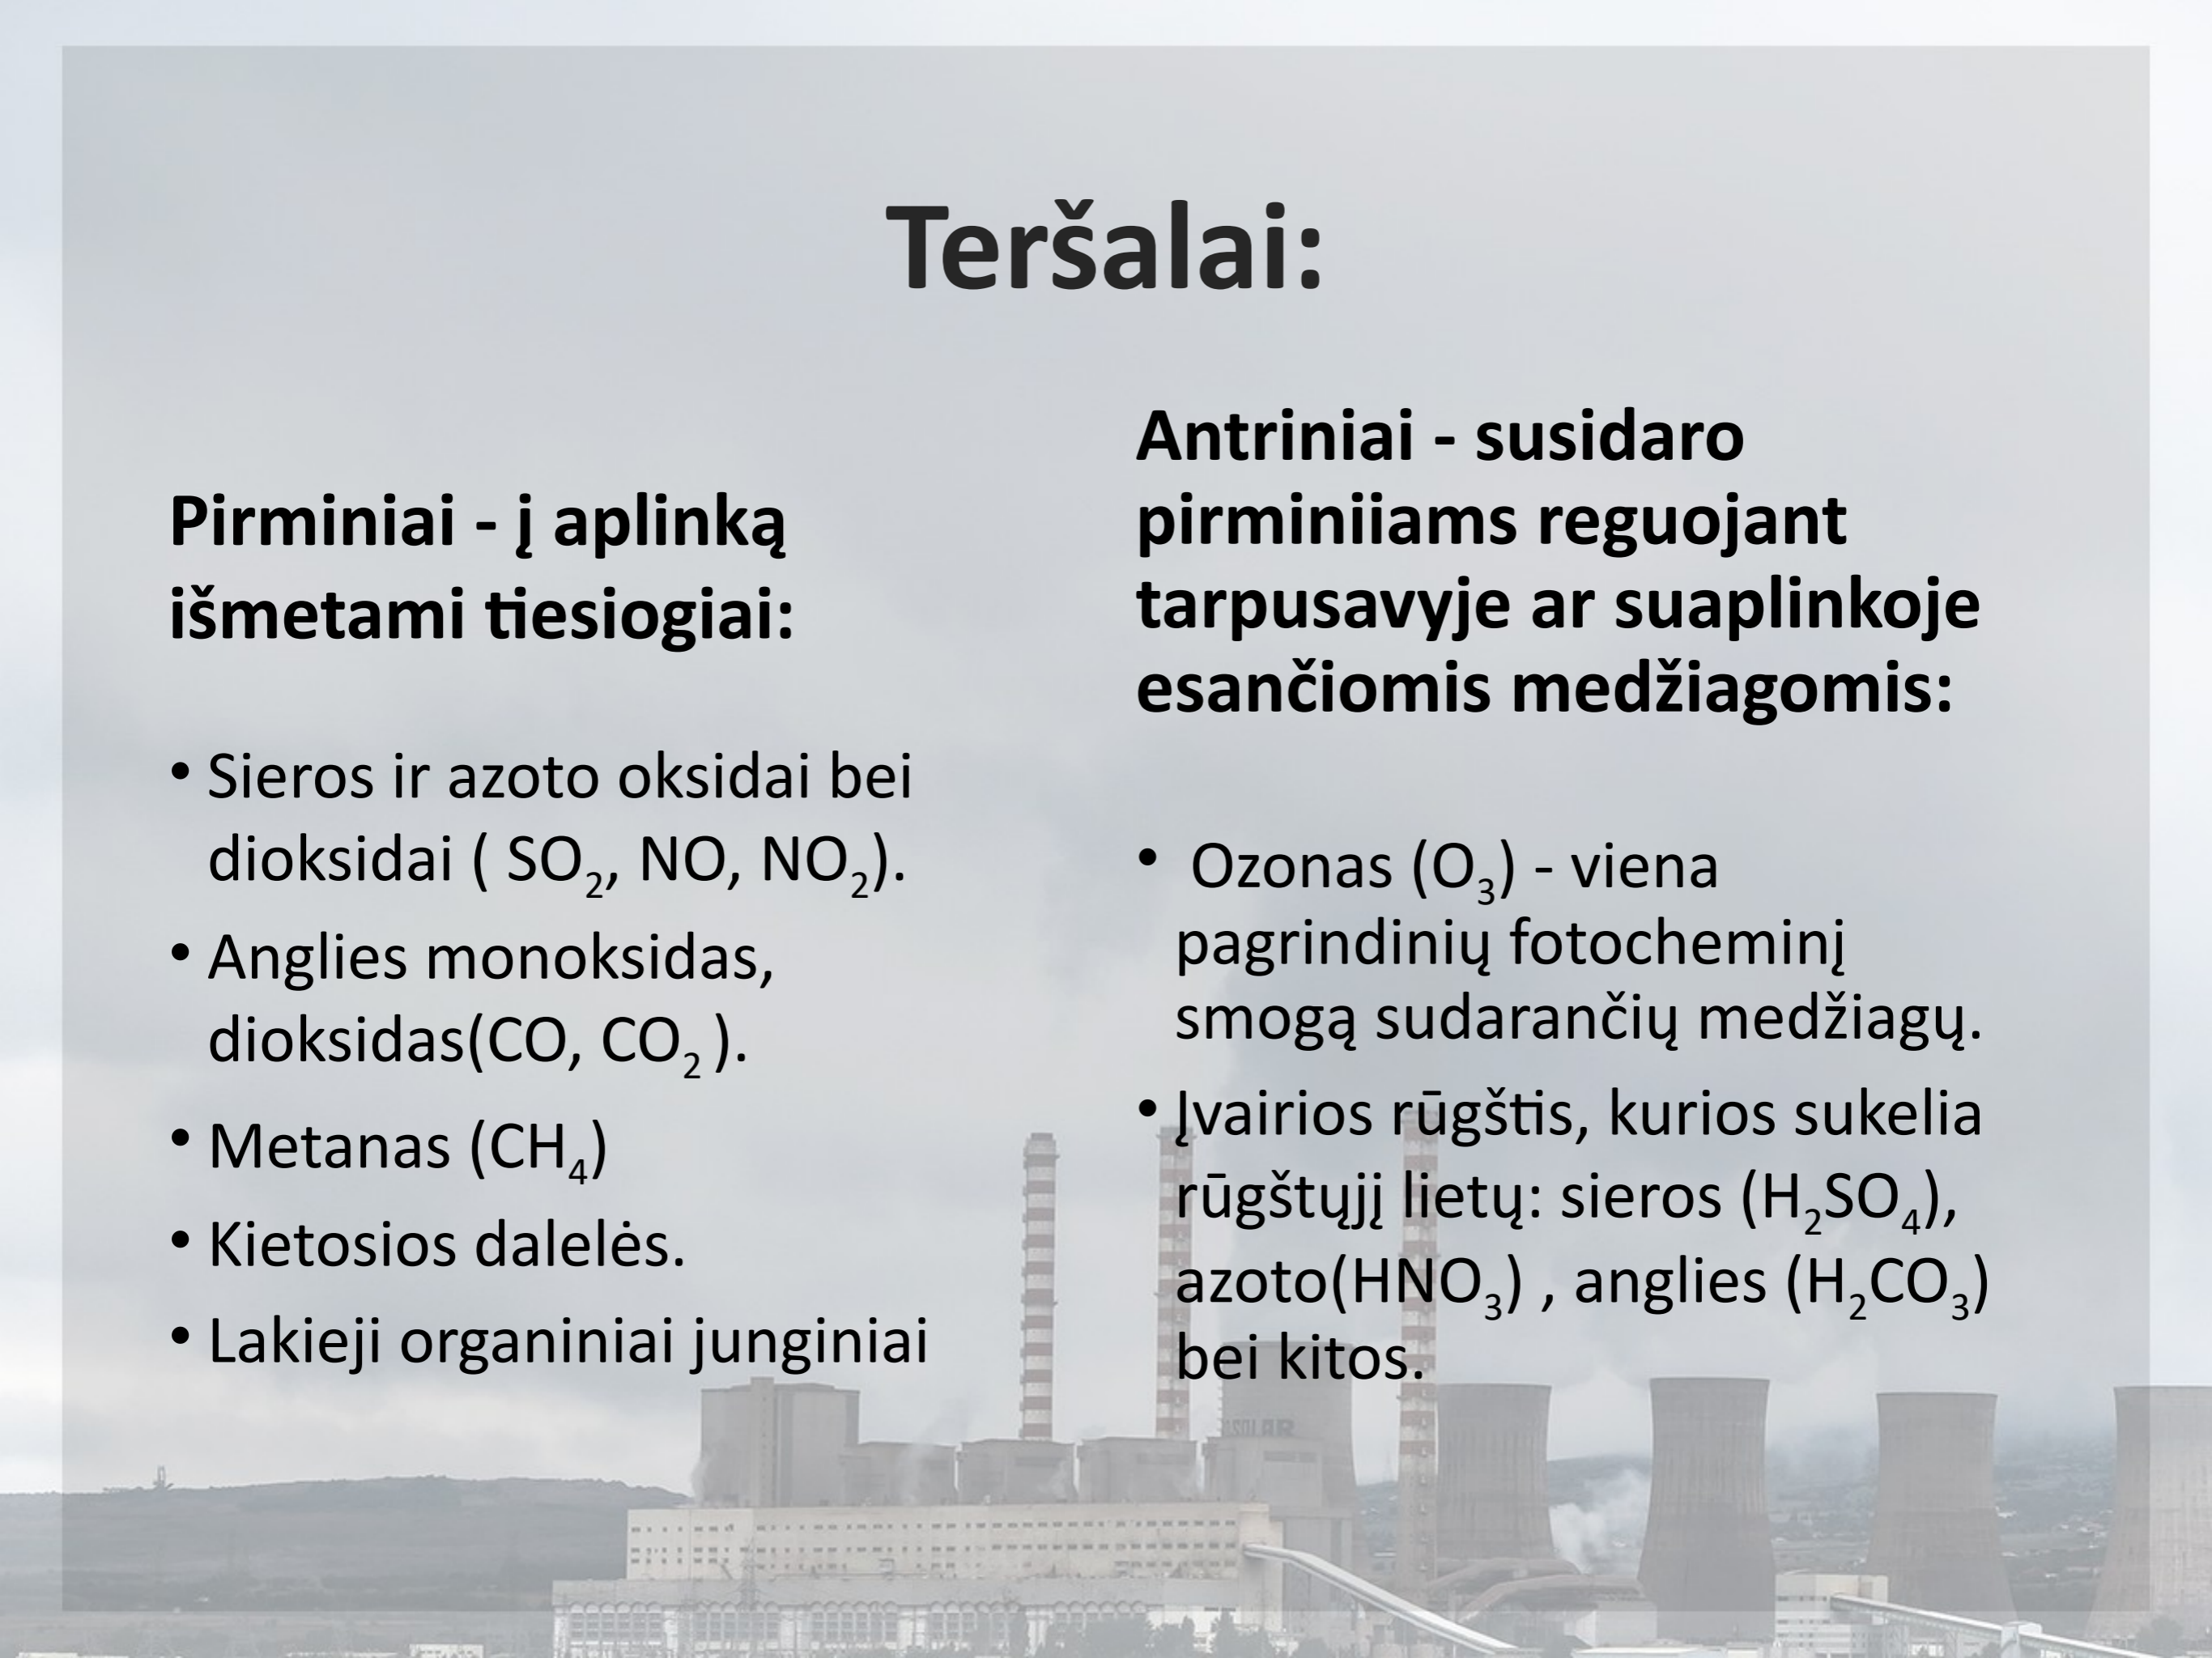 Teršalai:
Pirminiai - į aplinką
išmetami tiesiogiai:
• Sieros ir azoto oksidai bei
dioksidai ( SO₂, NO, NO₂).
• Anglies monoksidas,
dioksidas(CO, CO₂ ).
• Metanas (CH₄)
• Kietosios dalelės.
• Lakieji organiniai junginiai
Antriniai - susidaro
pirminiiams reguojant
tarpusavyje ar suaplinkoje
esančiomis medžiagomis:
• Ozonas (O₃) - viena
pagrindinių fotocheminį
smogą sudarančių medžiagų.
• Įvairios rūgštis, kurios sukelia
rūgštųjį lietų: sieros (H₂SO₄),
azoto(HNO₃) , anglies (H₂CO₃)
bei kitos.